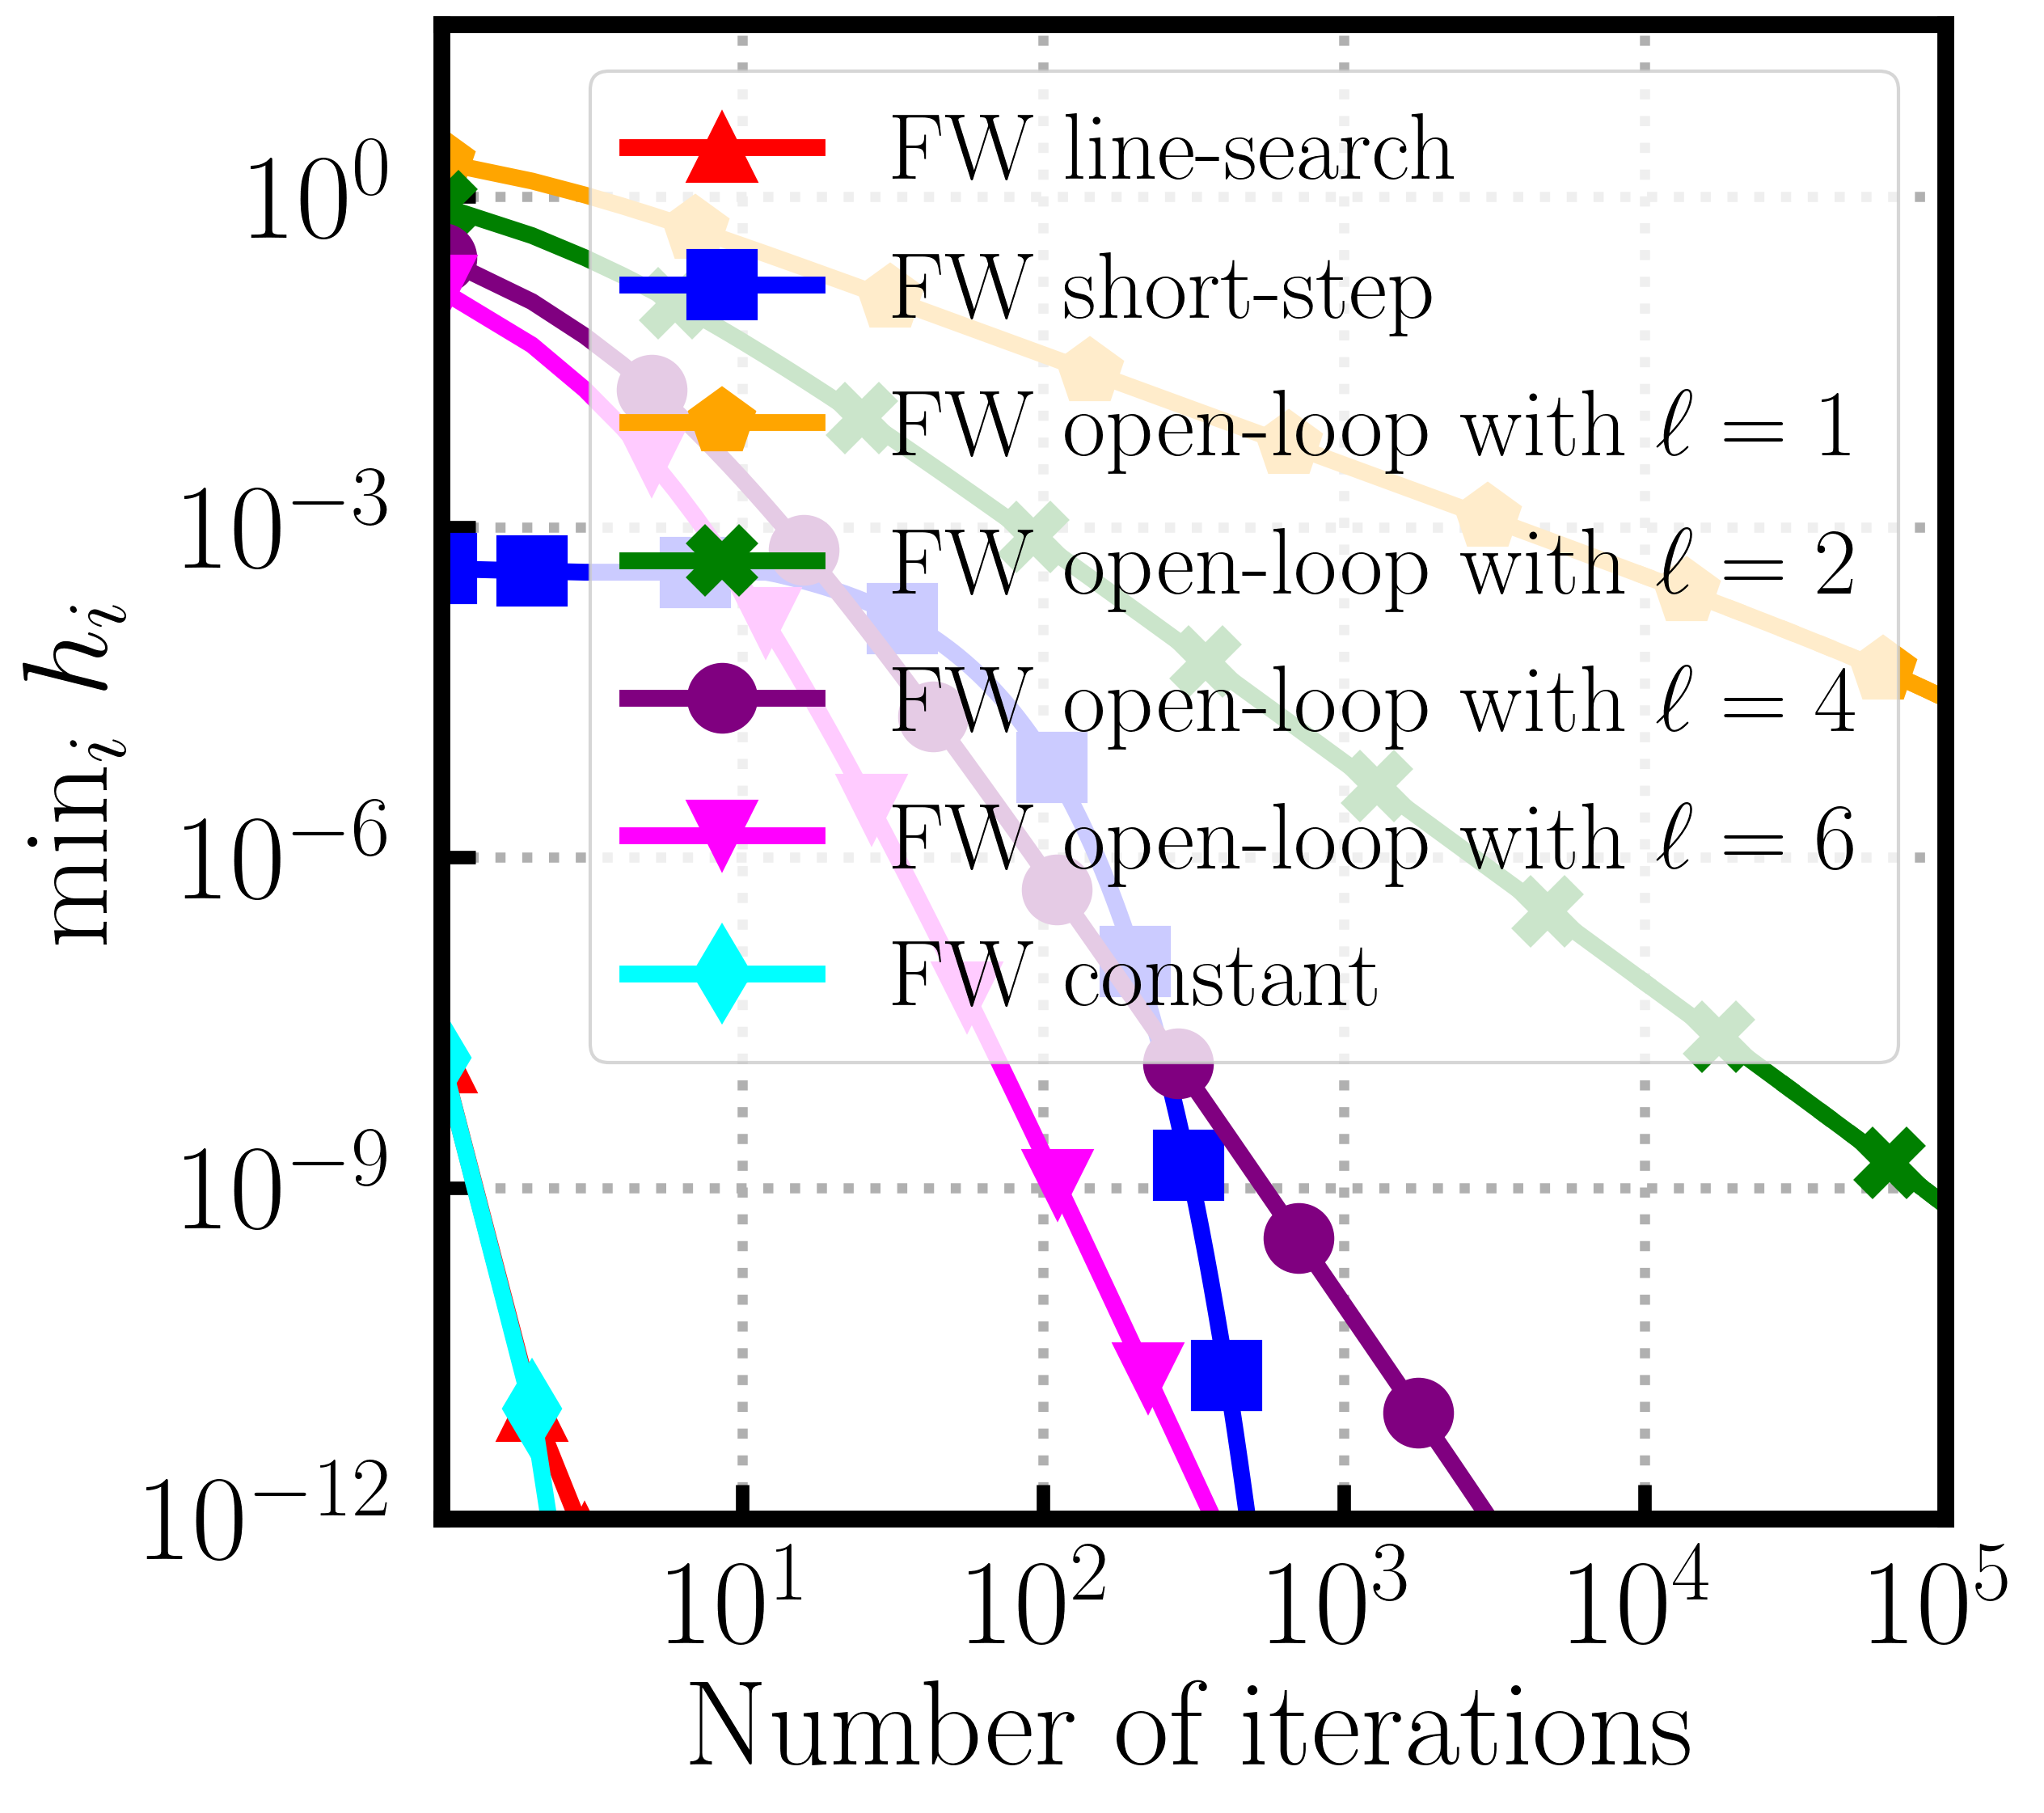 10^0
10^{-3}
10^{-6}
10^{-9}
10^{-12}
min_i h_i
FW line-search
FW short-step
FW open-loop with ℓ = 1
FW open-loop with ℓ = 2
FW open-loop with ℓ = 4
FW open-loop with ℓ = 6
FW constant
10^1 10^2 10^3 10^4 10^5
Number of iterations